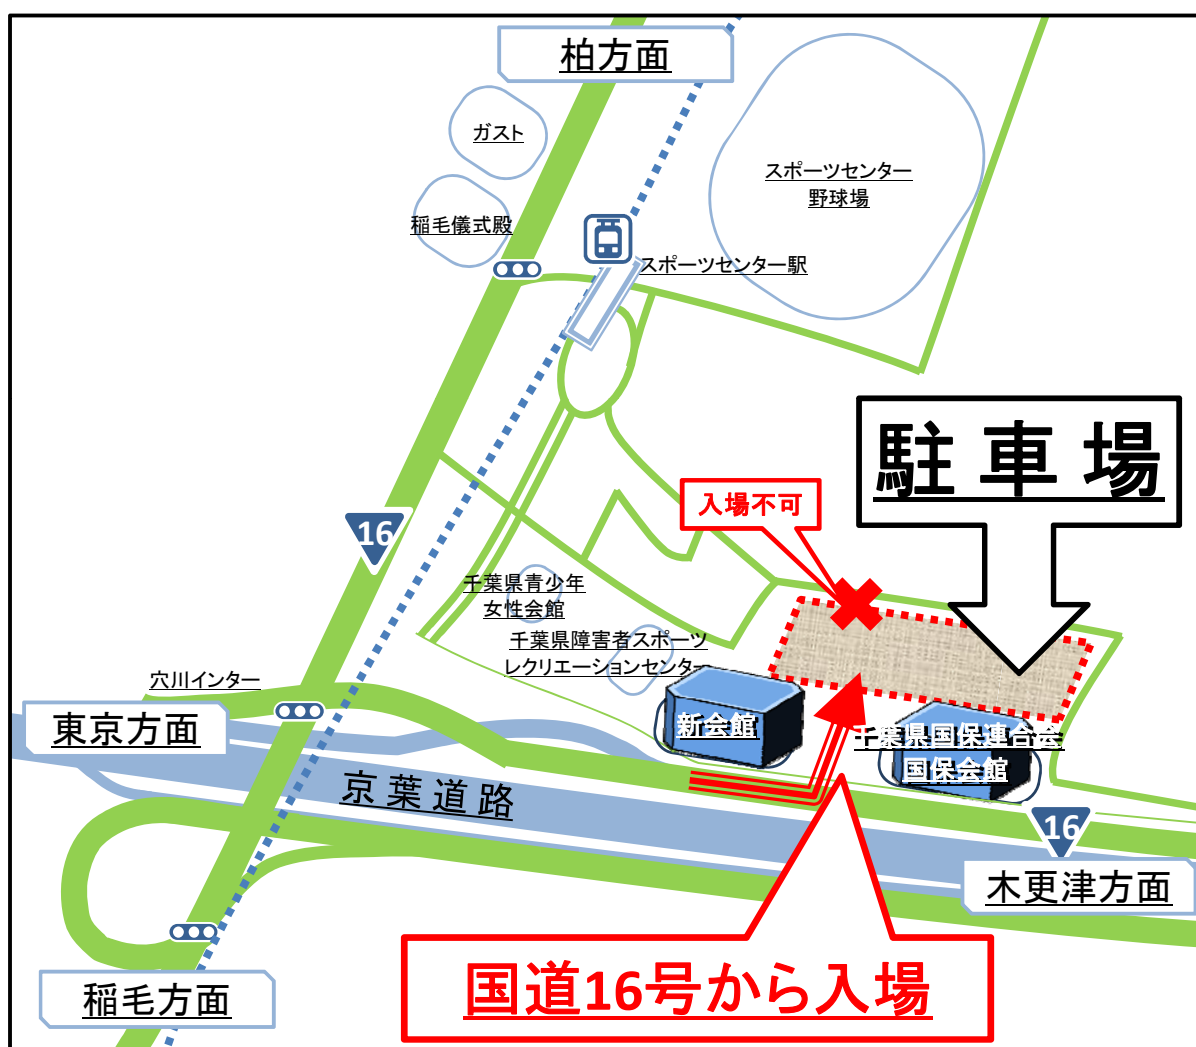 柏方面
ガスト
スポーツセンター
野球場
稲毛儀式殿
スポーツセンター駅
駐車場
入場不可
16
千葉県青少年
女性会館
千葉県障害者スポーツ
レクリエーションセンター
穴川インター
東京方面
新会館
千葉県国保連合会
国保会館
京葉道路
16
木更津方面
国道16号から入場
稲毛方面